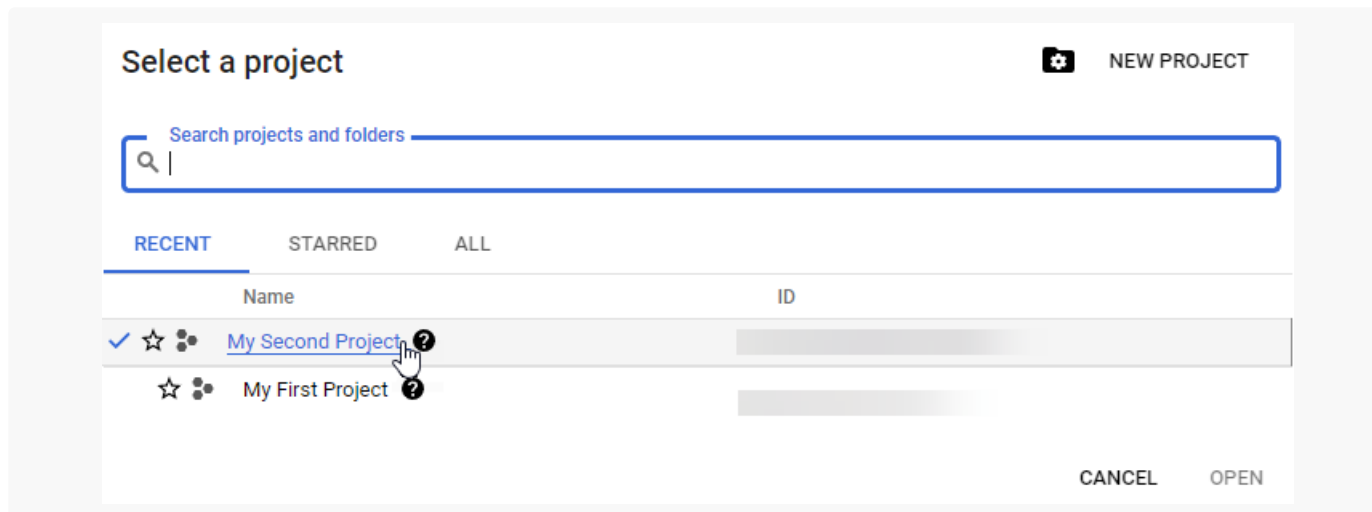 Select a project
NEW PROJECT
Search projects and folders
RECENT STARRED ALL
Name ID
My Second Project
My First Project
CANCEL OPEN